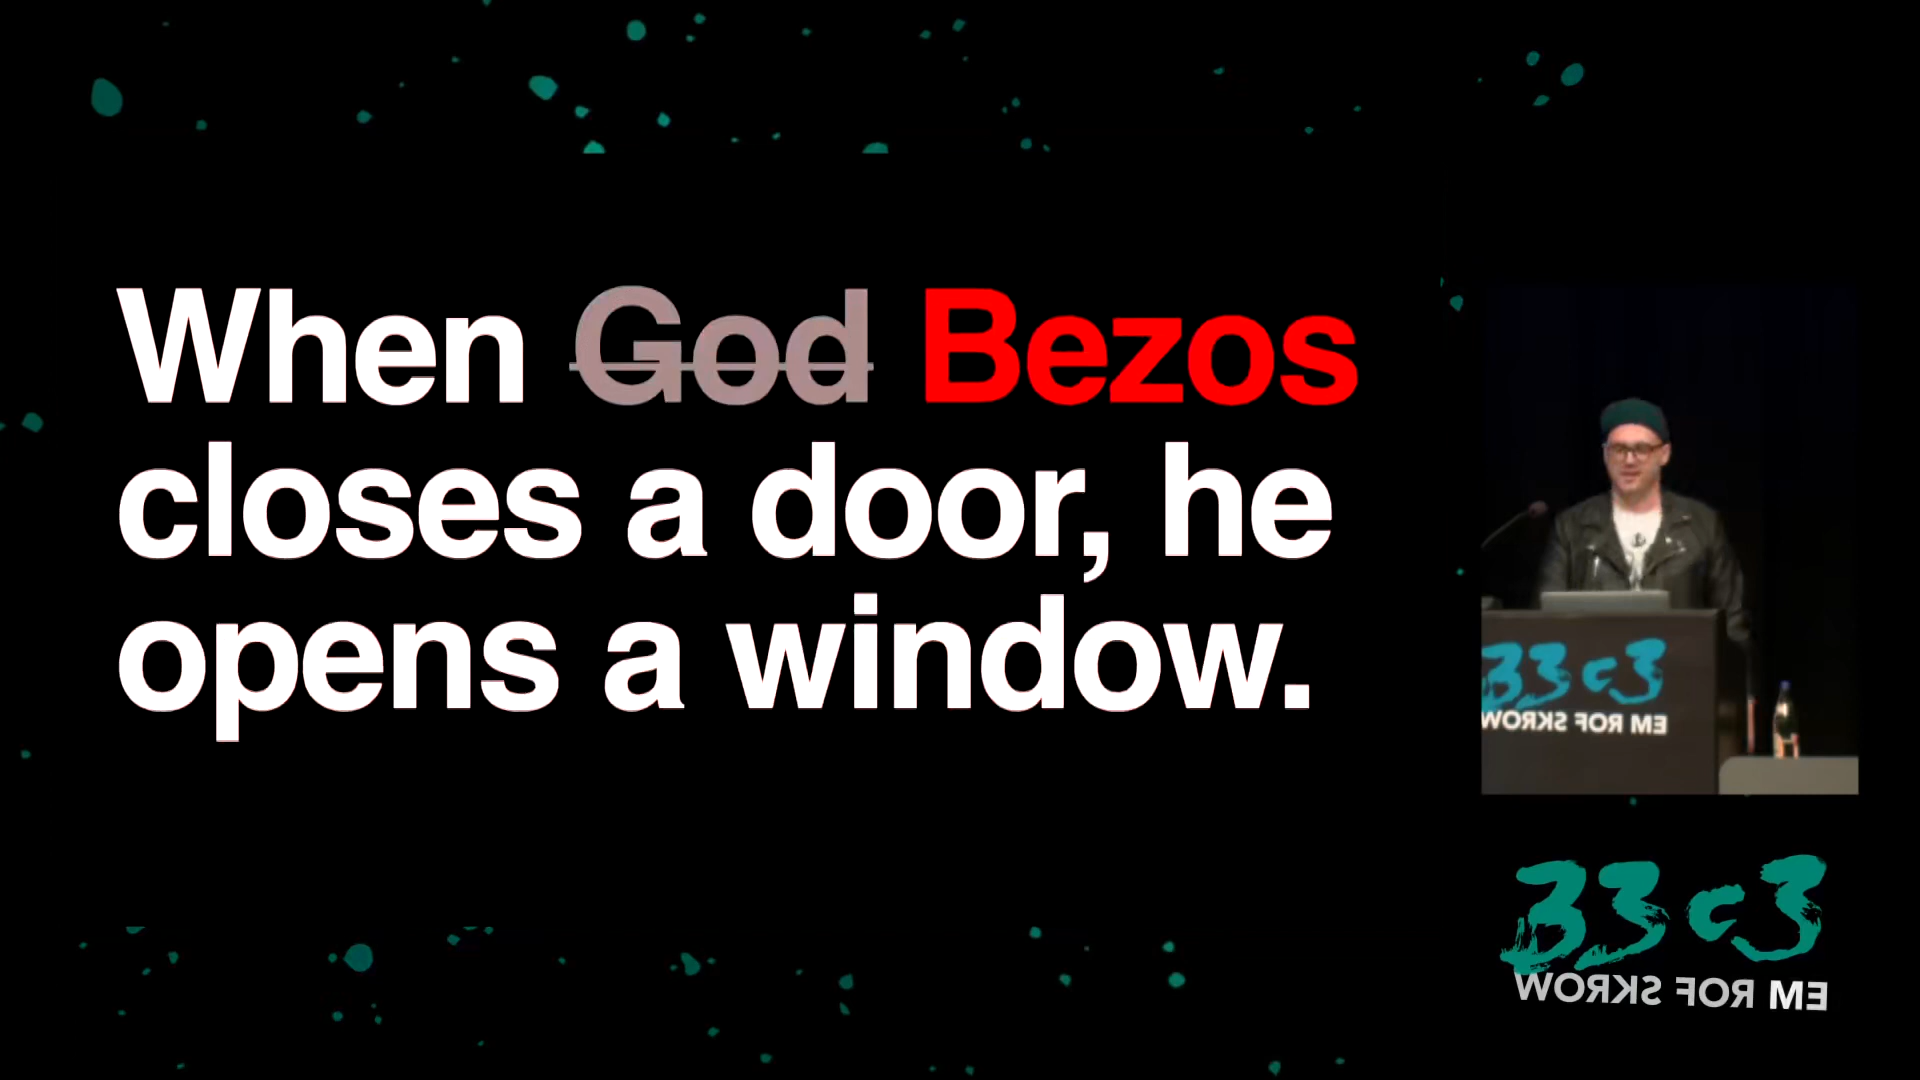 When God Bezos
closes a door, he
opens a window.
33c3
WORKS FOR ME
33c3
WORKS FOR ME